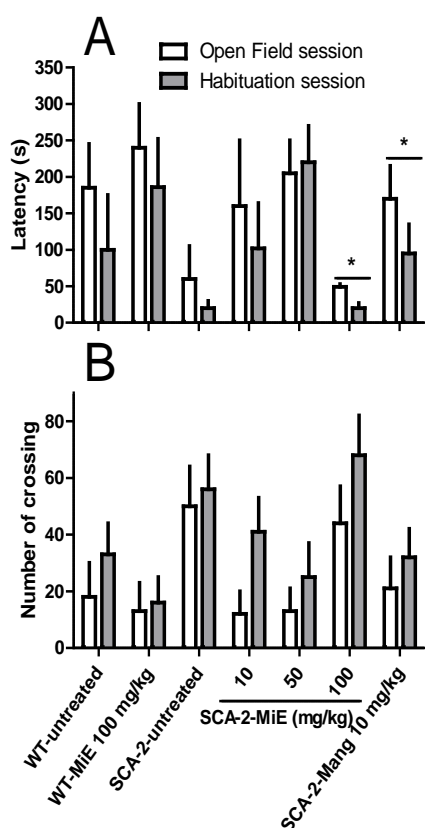 A
Open Field session
Habituation session
Latency (s)
350
300
250
200
150
100
50
0
*
*
B
Number of crossing
80
60
40
20
0
WT-untreated
WT-MiE 100 mg/kg
SCA-2-untreated
10
50
100
SCA-2-MiE (mg/kg)
SCA-2-Mang 10 mg/kg